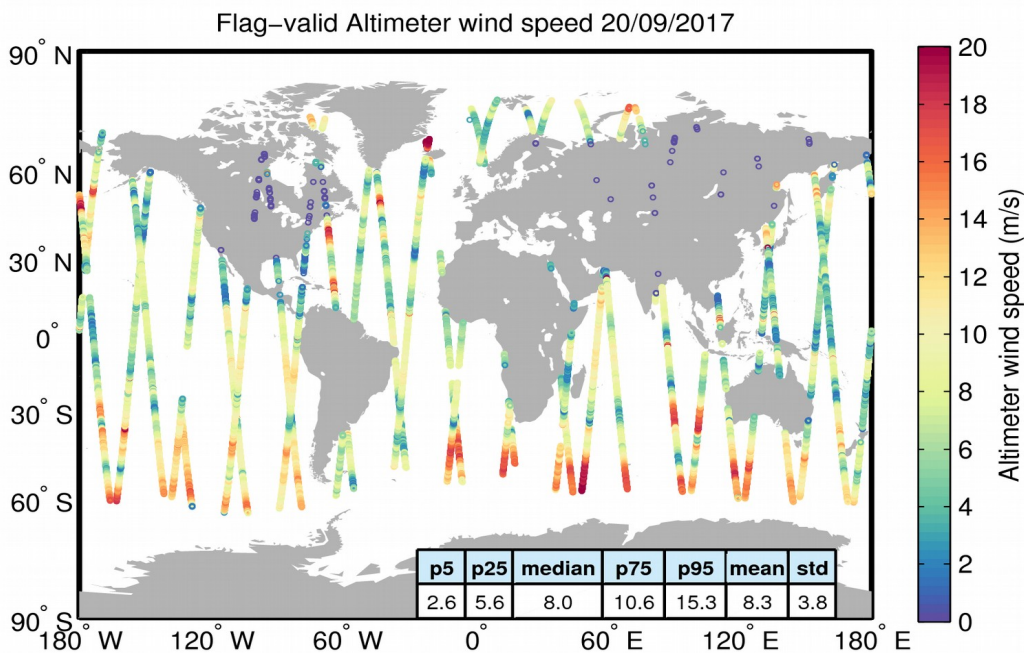 Flag−valid Altimeter wind speed 20/09/2017
90° N
60° N
30° N
0°
30° S
60° S
90° S
180° W
120° W
60° W
0°
60° E
120° E
180° E
p5 p25 median p75 p95 mean std
2.6 5.6 8.0 10.6 15.3 8.3 3.8
20
18
16
14
12
10
8
6
4
2
0
Altimeter wind speed (m/s)